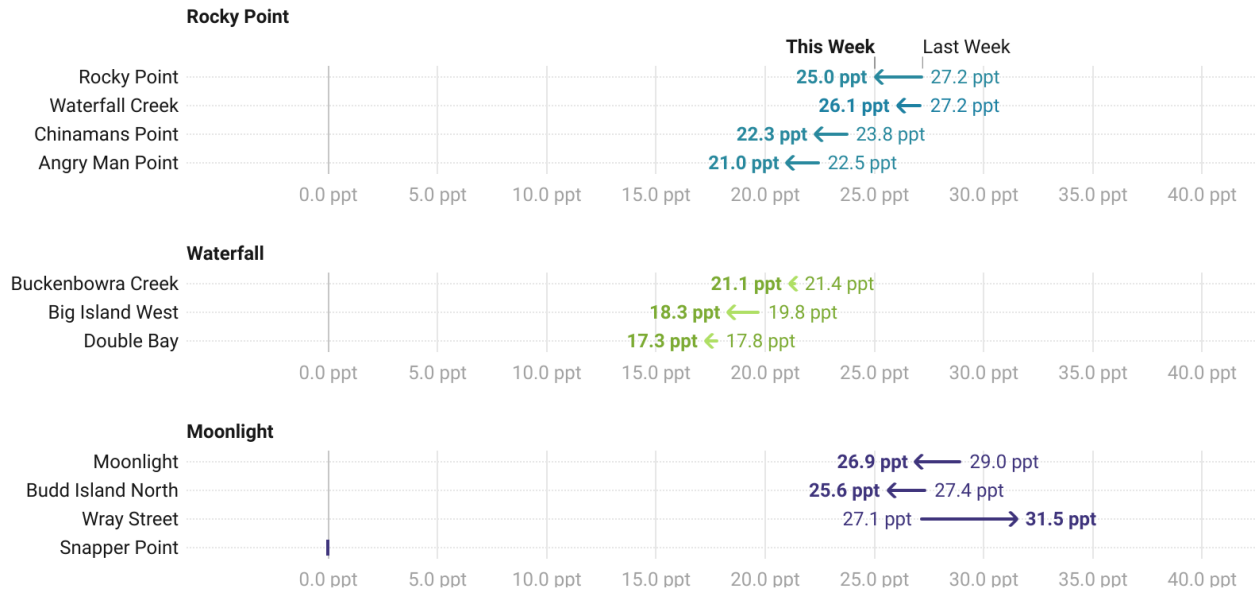 Rocky Point
This Week Last Week
Rocky Point 25.0 ppt 27.2 ppt
Waterfall Creek 26.1 ppt 27.2 ppt
Chinamans Point 22.3 ppt 23.8 ppt
Angry Man Point 21.0 ppt 22.5 ppt
0.0 ppt 5.0 ppt 10.0 ppt 15.0 ppt 20.0 ppt 25.0 ppt 30.0 ppt 35.0 ppt 40.0 ppt
Waterfall
Buckenbowra Creek 21.1 ppt 21.4 ppt
Big Island West 18.3 ppt 19.8 ppt
Double Bay 17.3 ppt 17.8 ppt
0.0 ppt 5.0 ppt 10.0 ppt 15.0 ppt 20.0 ppt 25.0 ppt 30.0 ppt 35.0 ppt 40.0 ppt
Moonlight
Moonlight 26.9 ppt 29.0 ppt
Budd Island North 25.6 ppt 27.4 ppt
Wray Street 27.1 ppt 31.5 ppt
Snapper Point
0.0 ppt 5.0 ppt 10.0 ppt 15.0 ppt 20.0 ppt 25.0 ppt 30.0 ppt 35.0 ppt 40.0 ppt